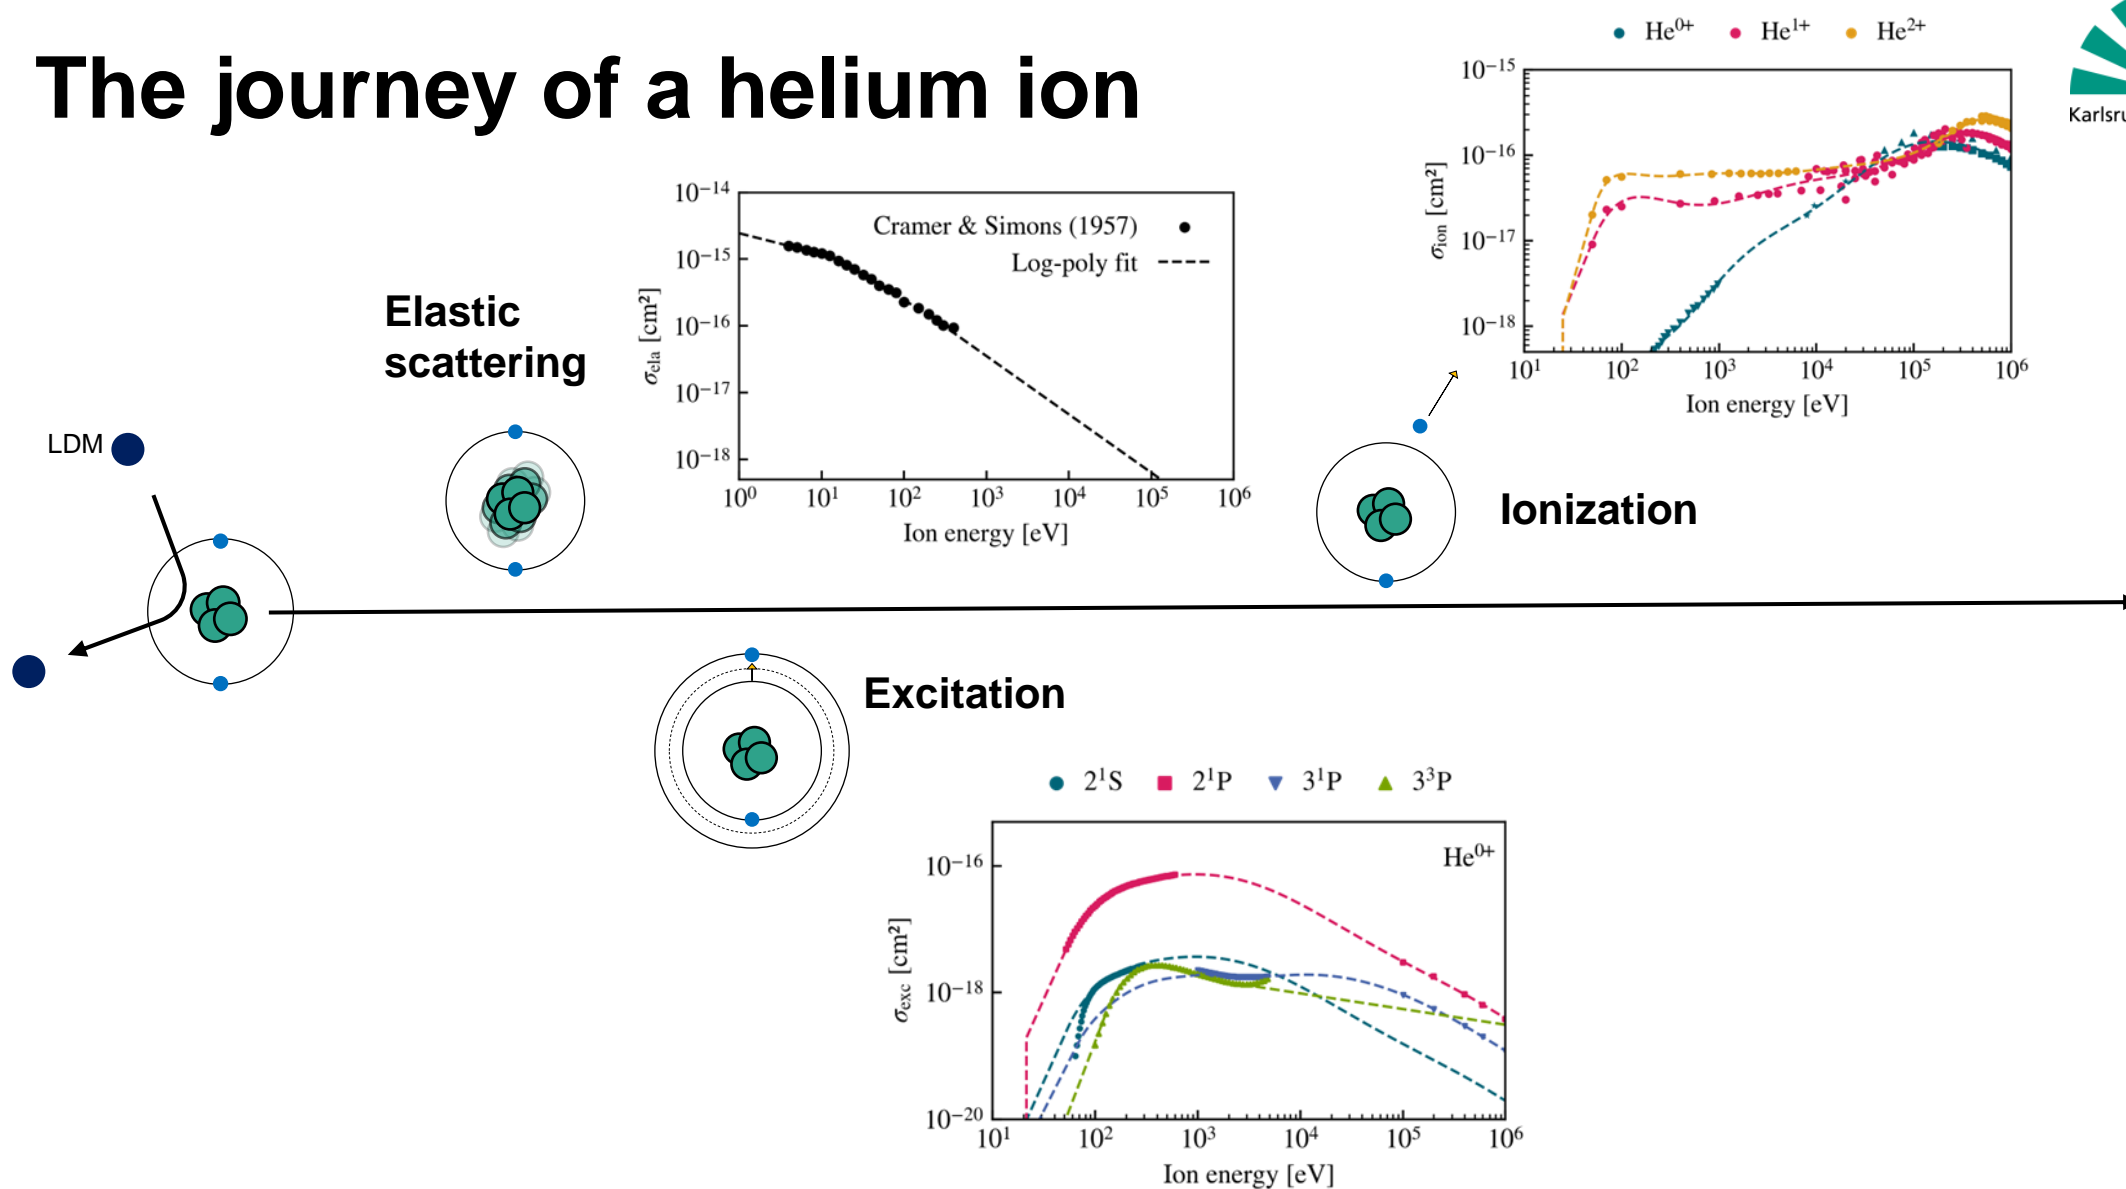 The journey of a helium ion
He⁰⁺ He¹⁺ He²⁺
10⁻¹⁵
10⁻¹⁶
10⁻¹⁷
10⁻¹⁸
σion [cm²]
10¹ 10² 10³ 10⁴ 10⁵ 10⁶
Ion energy [eV]
10⁻¹⁴
10⁻¹⁵
10⁻¹⁶
10⁻¹⁷
10⁻¹⁸
σela [cm²]
Cramer & Simons (1957)
Log-poly fit
10⁰ 10¹ 10² 10³ 10⁴ 10⁵ 10⁶
Ion energy [eV]
Elastic
scattering
LDM
Ionization
Excitation
2¹S 2¹P 3¹P 3³P
He⁰⁺
10⁻¹⁶
10⁻¹⁸
10⁻²⁰
σexc [cm²]
10¹ 10² 10³ 10⁴ 10⁵ 10⁶
Ion energy [eV]